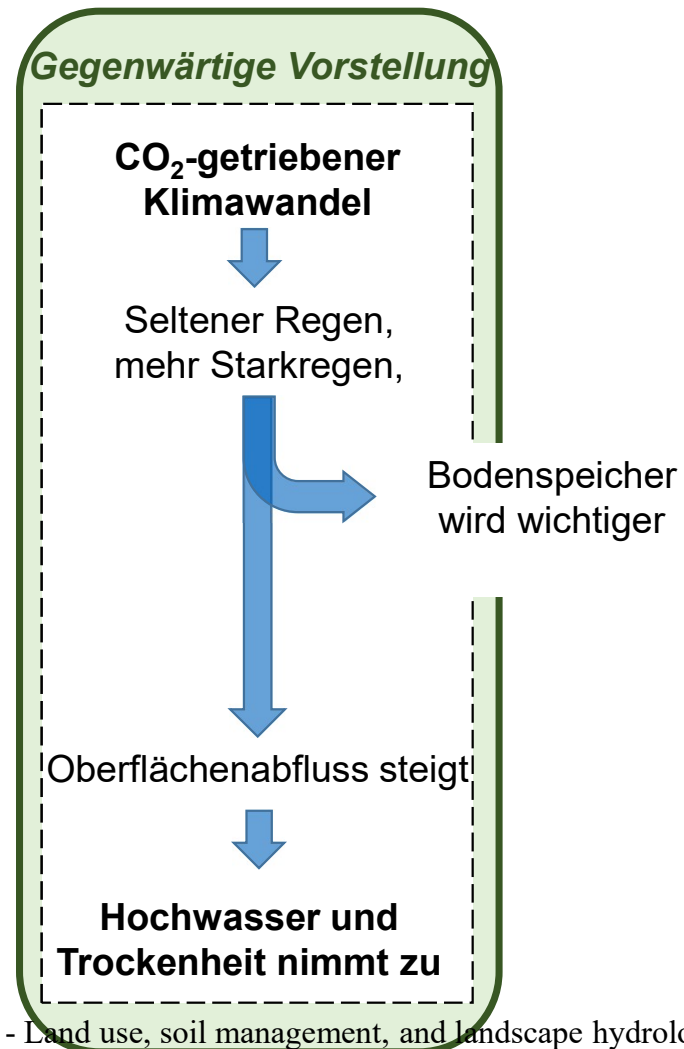 Gegenwärtige Vorstellung
CO₂-getriebener
Klimawandel
Seltener Regen,
mehr Starkregen,
Bodenspeicher
wird wichtiger
Oberflächenabfluss steigt
Hochwasser und
Trockenheit nimmt zu
- Land use, soil management, and landscape